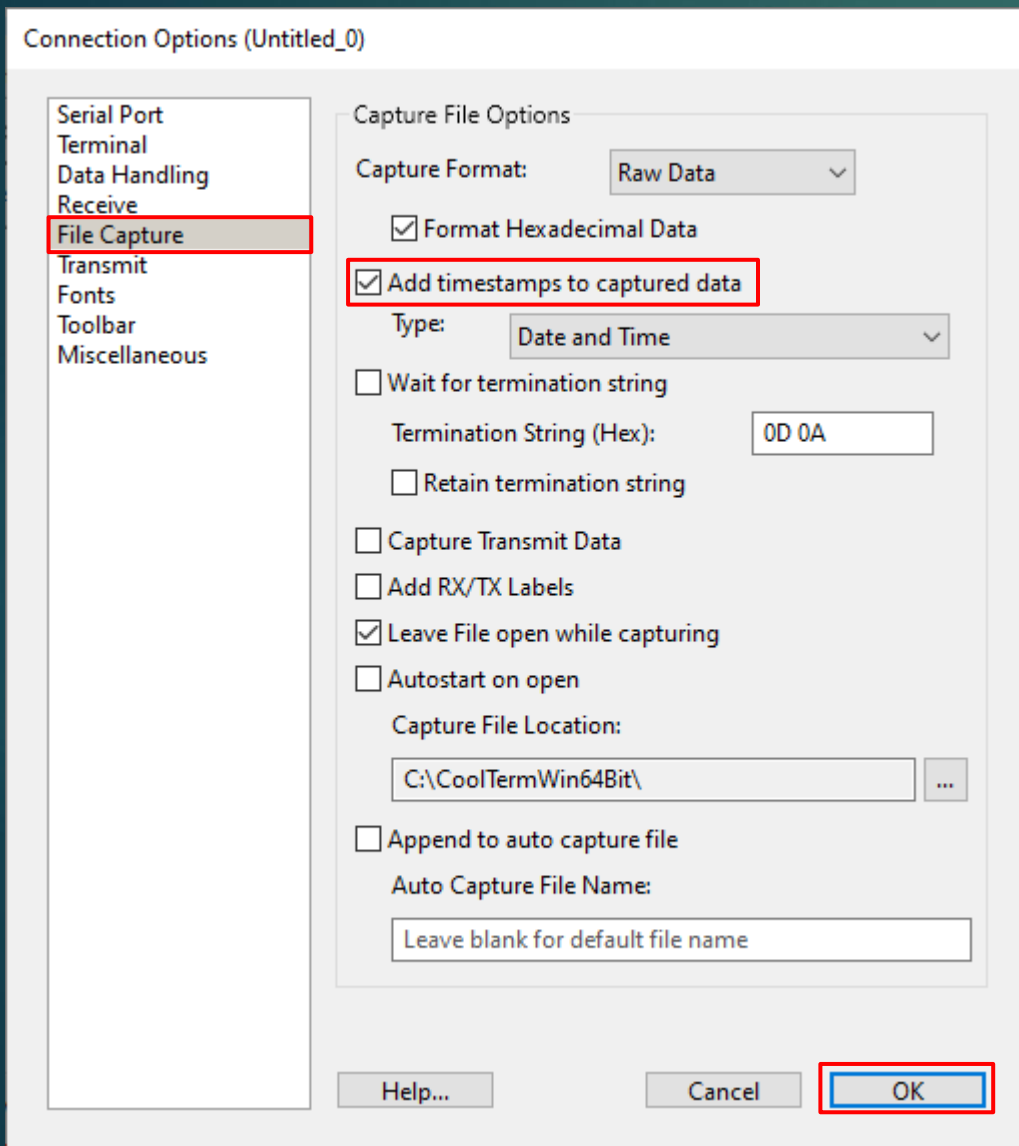 Connection Options (Untitled_0)
Serial Port
Terminal
Data Handling
Receive
File Capture
Transmit
Fonts
Toolbar
Miscellaneous
Capture File Options
Capture Format: Raw Data
Format Hexadecimal Data
Add timestamps to captured data
Type: Date and Time
Wait for termination string
Termination String (Hex): 0D 0A
Retain termination string
Capture Transmit Data
Add RX/TX Labels
Leave File open while capturing
Autostart on open
Capture File Location:
C:\CoolTermWin64Bit\ ...
Append to auto capture file
Auto Capture File Name:
Leave blank for default file name
Help... Cancel OK